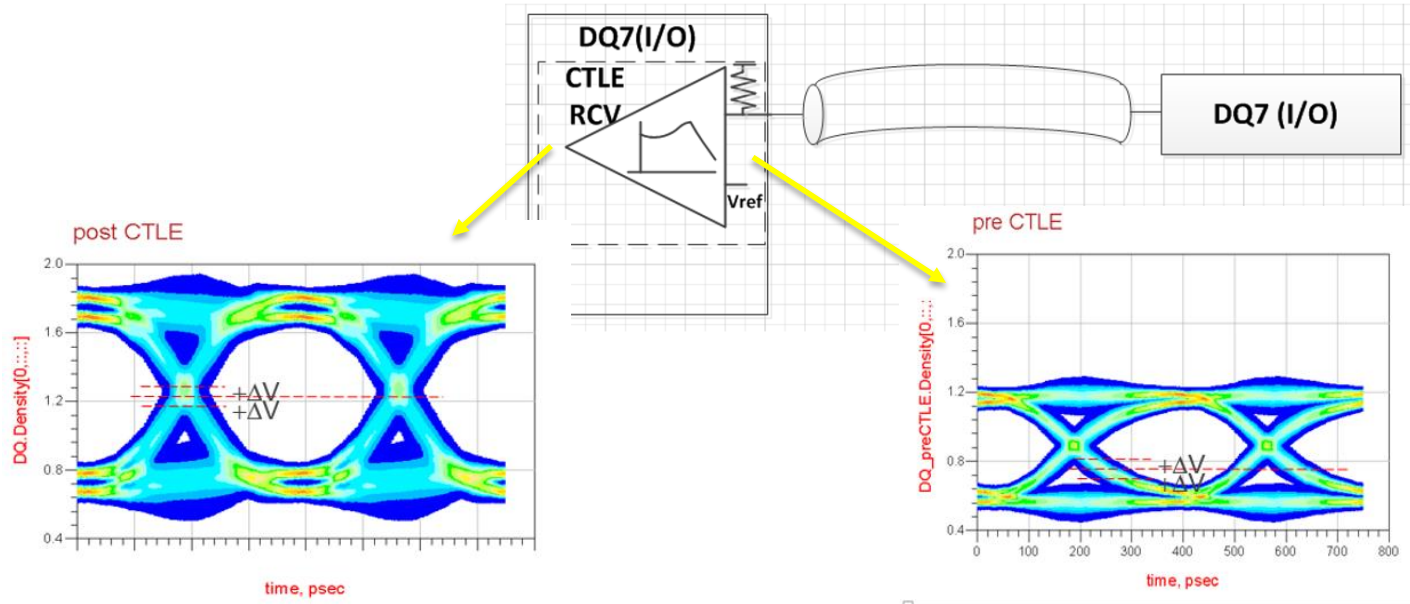 DQ7(I/O)
CTLE
RCV
Vref
DQ7 (I/O)
post CTLE
2.0
1.6
1.2
0.8
0.4
DQ.Density[0,::,::]
+ΔV
+ΔV
time, psec
pre CTLE
2.0
1.6
1.2
0.8
0.4
DQ_preCTLE.Density[0,::,::
+ΔV
+ΔV
0 100 200 300 400 500 600 700 800
time, psec